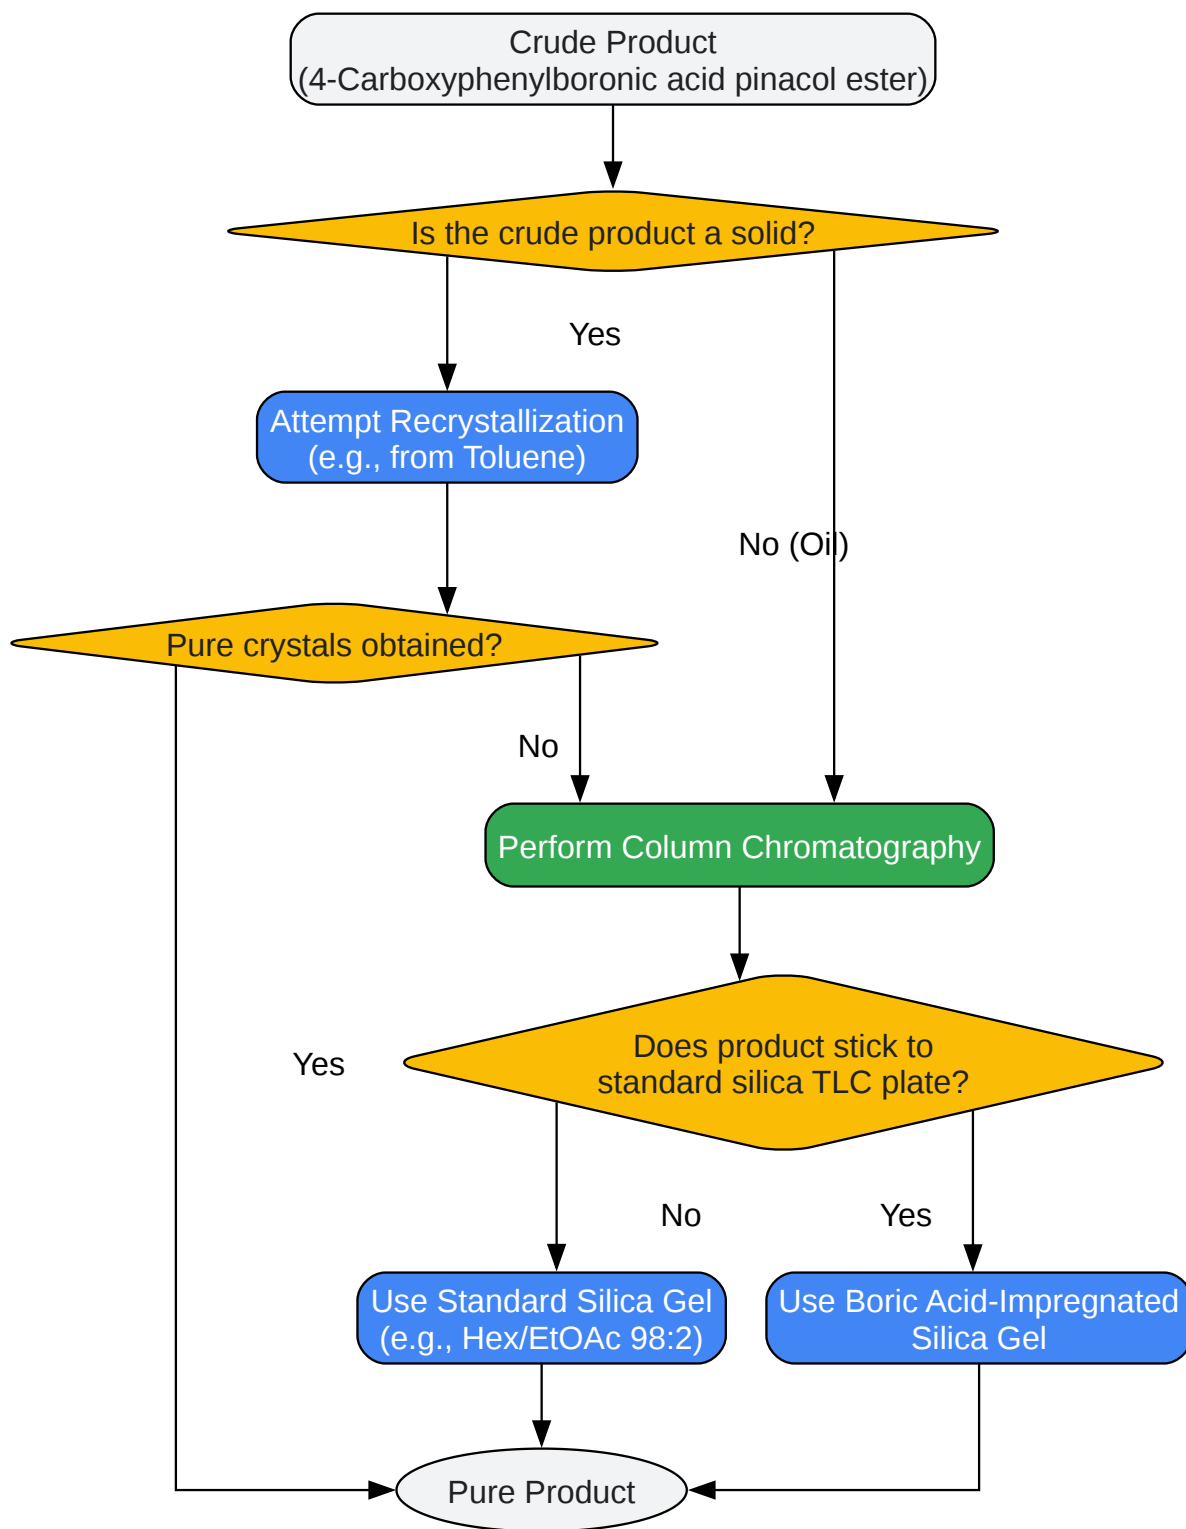 Crude Product
(4-Carboxyphenylboronic acid pinacol ester)
Is the crude product a solid?
Yes
Attempt Recrystallization
(e.g., from Toluene)
No (Oil)
Pure crystals obtained?
No
Perform Column Chromatography
Does product stick to
standard silica TLC plate?
Yes
No
Yes
Use Standard Silica Gel
(e.g., Hex/EtOAc 98:2)
Use Boric Acid-Impregnated
Silica Gel
Pure Product